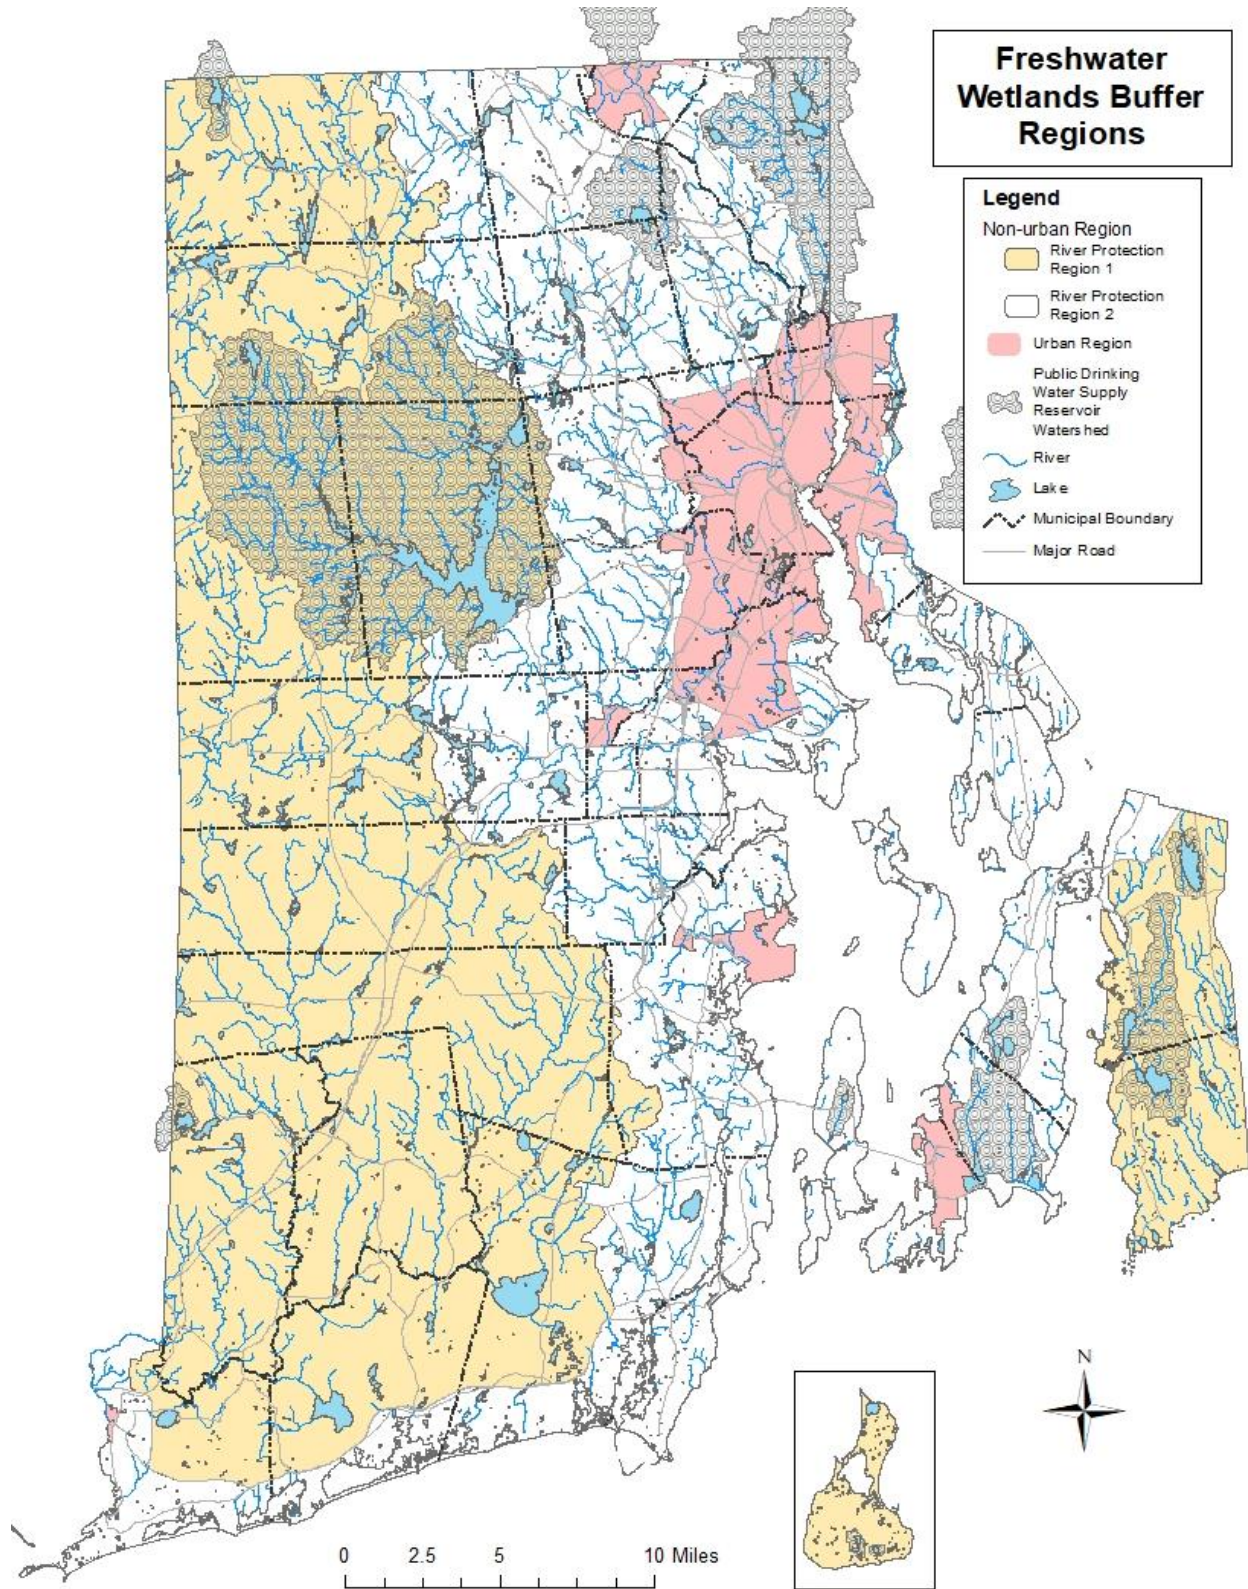 Freshwater
Wetlands Buffer
Regions
Legend
Non-urban Region
River Protection
Region 1
River Protection
Region 2
Urban Region
Public Drinking
Water Supply
Reservoir
Watershed
River
Lake
Municipal Boundary
Major Road
N
0 2.5 5 10 Miles